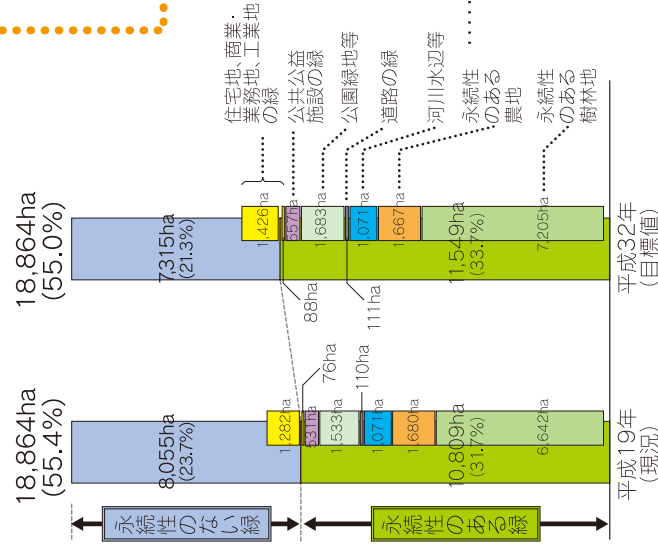 18,864ha
(55.4%)
8,055ha
(23.7%)
1,282ha
531ha
76ha
1,533ha
110ha
1,071ha
1,680ha
10,809ha
(31.7%)
6,642ha
平成19年
(現況)
18,864ha
(55.0%)
7,315ha
(21.3%)
1,426ha
88ha
557ha
1,683ha
111ha
1,071ha
1,667ha
11,549ha
(33.7%)
7,205ha
平成32年
(目標値)
永続性の
ない緑
永続性の
ある緑
住宅地、商業・
業務地、工業地
の緑
公共公益
施設の緑
公園緑地等
道路の緑
河川水辺等
永続性
のある
農地
永続性
のある
樹林地